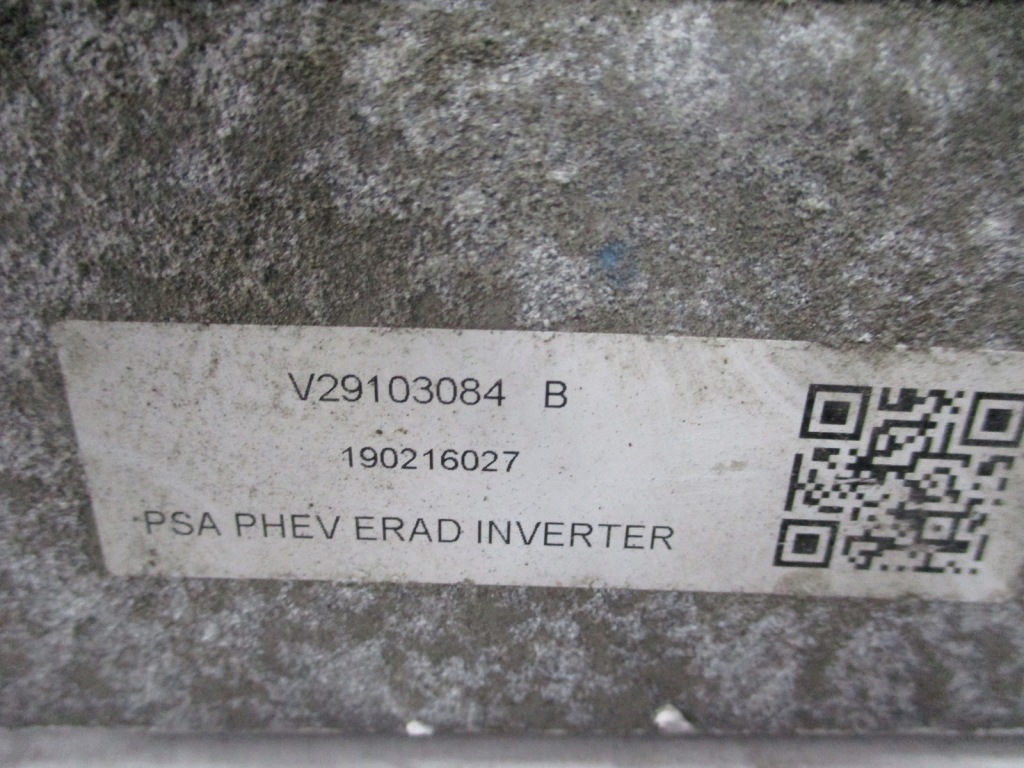 V29103084 B
190216027
PSA PHEV ERAD INVERTER